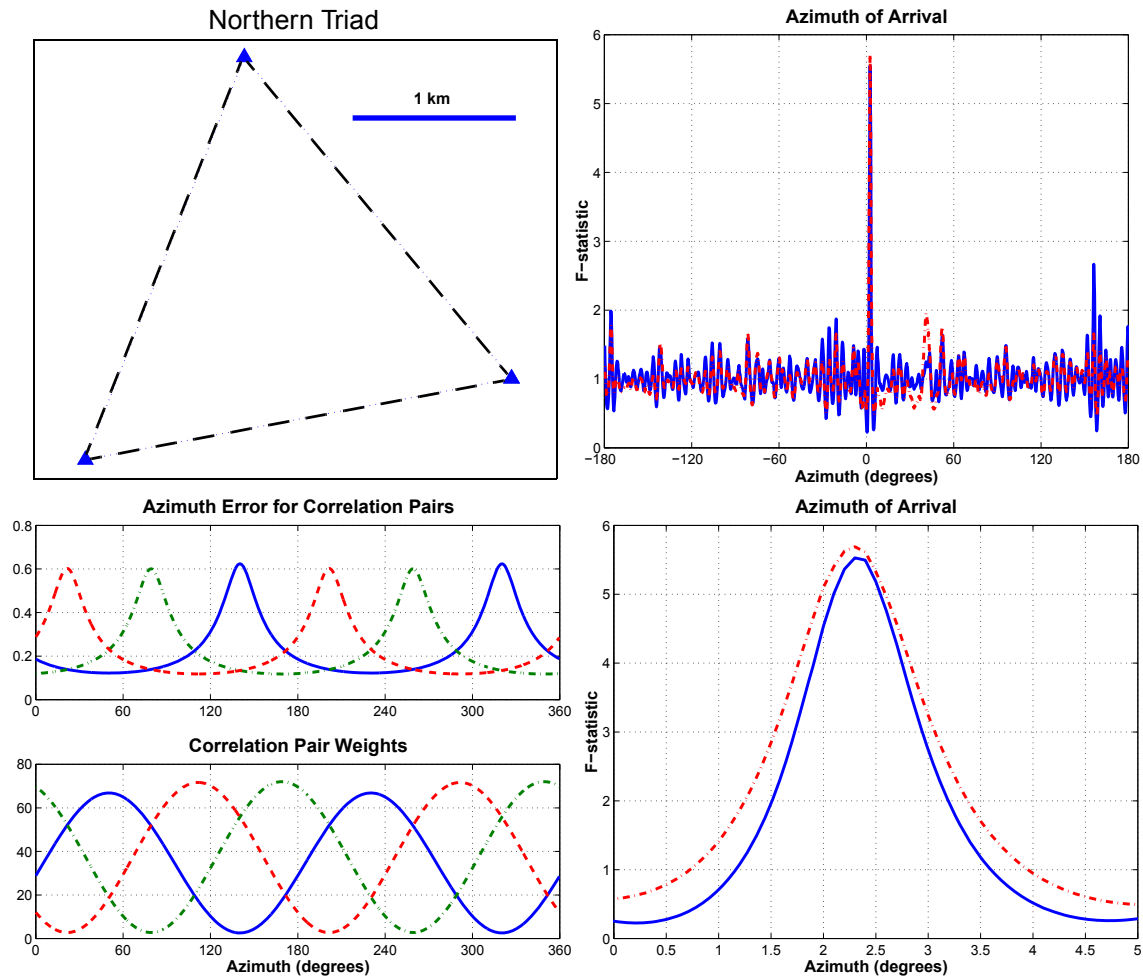 Northern Triad
1 km
Azimuth of Arrival
F−statistic
6
5
4
3
2
1
0
−180 −120 −60 0 60 120 180
Azimuth (degrees)
Azimuth Error for Correlation Pairs
0.8
0.6
0.4
0.2
0
0 60 120 180 240 300 360
Correlation Pair Weights
80
60
40
20
0
0 60 120 180 240 300 360
Azimuth (degrees)
Azimuth of Arrival
F−statistic
6
5
4
3
2
1
0
0 0.5 1 1.5 2 2.5 3 3.5 4 4.5 5
Azimuth (degrees)